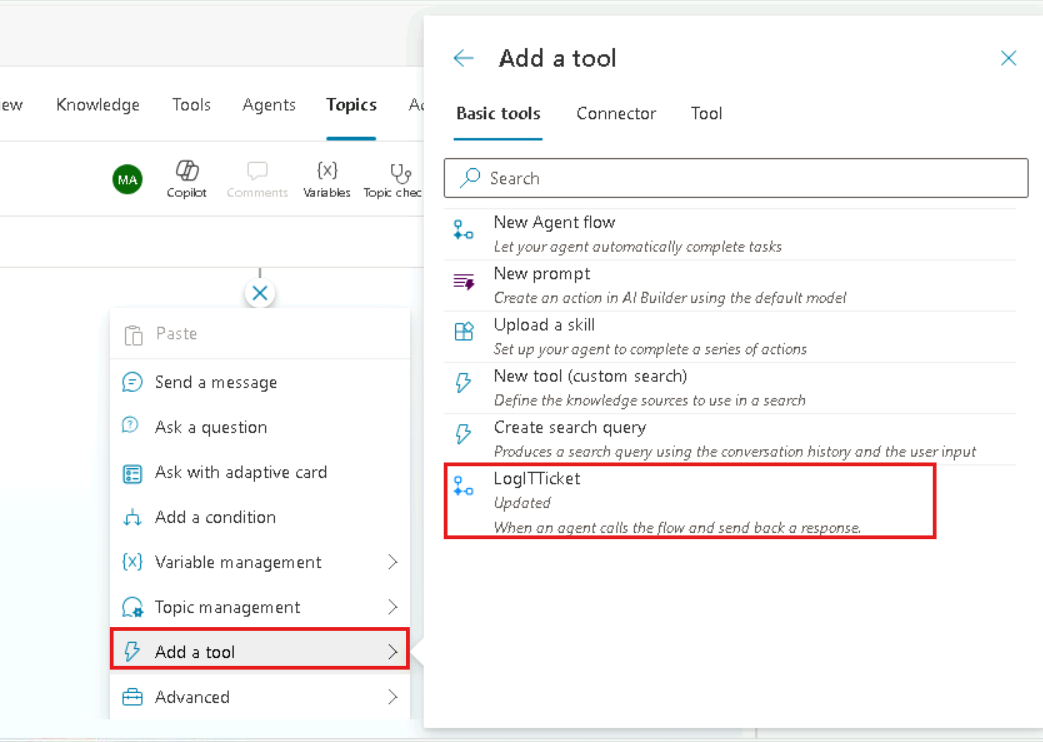 Add a tool
Basic tools Connector Tool
Search
New Agent flow
Let your agent automatically complete tasks
New prompt
Create an action in AI Builder using the default model
Upload a skill
Set up your agent to complete a series of actions
New tool (custom search)
Define the knowledge sources to use in a search
Create search query
Produces a search query using the conversation history and the user input
LogITTicket
Updated
When an agent calls the flow and send back a response.
Knowledge Tools Agents Topics
MA
Copilot Comments Variables Topic chec
{x}
Paste
Send a message
Ask a question
Ask with adaptive card
Add a condition
{x} Variable management
Topic management
Add a tool
Advanced